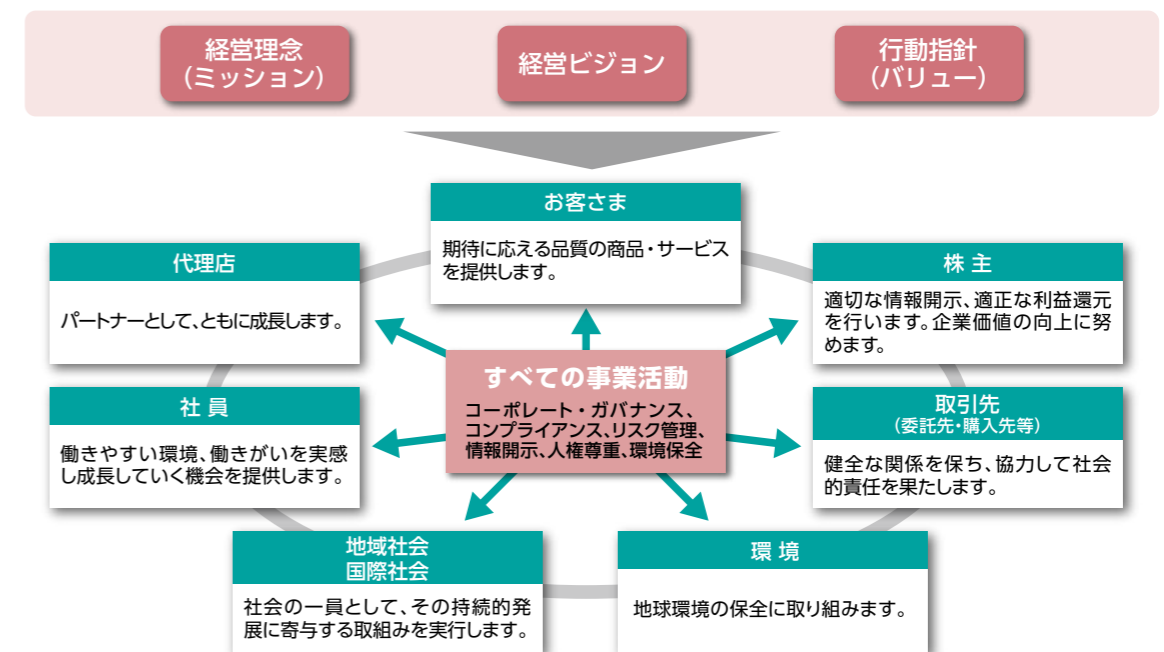 経営理念
(ミッション)
経営ビジョン
行動指針
(バリュー)
お客さま
期待に応える品質の商品・サービス
を提供します。
代理店
パートナーとして、ともに成長します。
株 主
適切な情報開示、適正な利益還元
を行います。企業価値の向上に努
めます。
すべての事業活動
コーポレート・ガバナンス、
コンプライアンス、リスク管理、
情報開示、人権尊重、環境保全
社 員
働きやすい環境、働きがいを実感
し成長していく機会を提供します。
取引先
(委託先・購入先等)
健全な関係を保ち、協力して社会
的責任を果たします。
地域社会
国際社会
社会の一員として、その持続的発
展に寄与する取組みを実行します。
環 境
地球環境の保全に取り組みます。